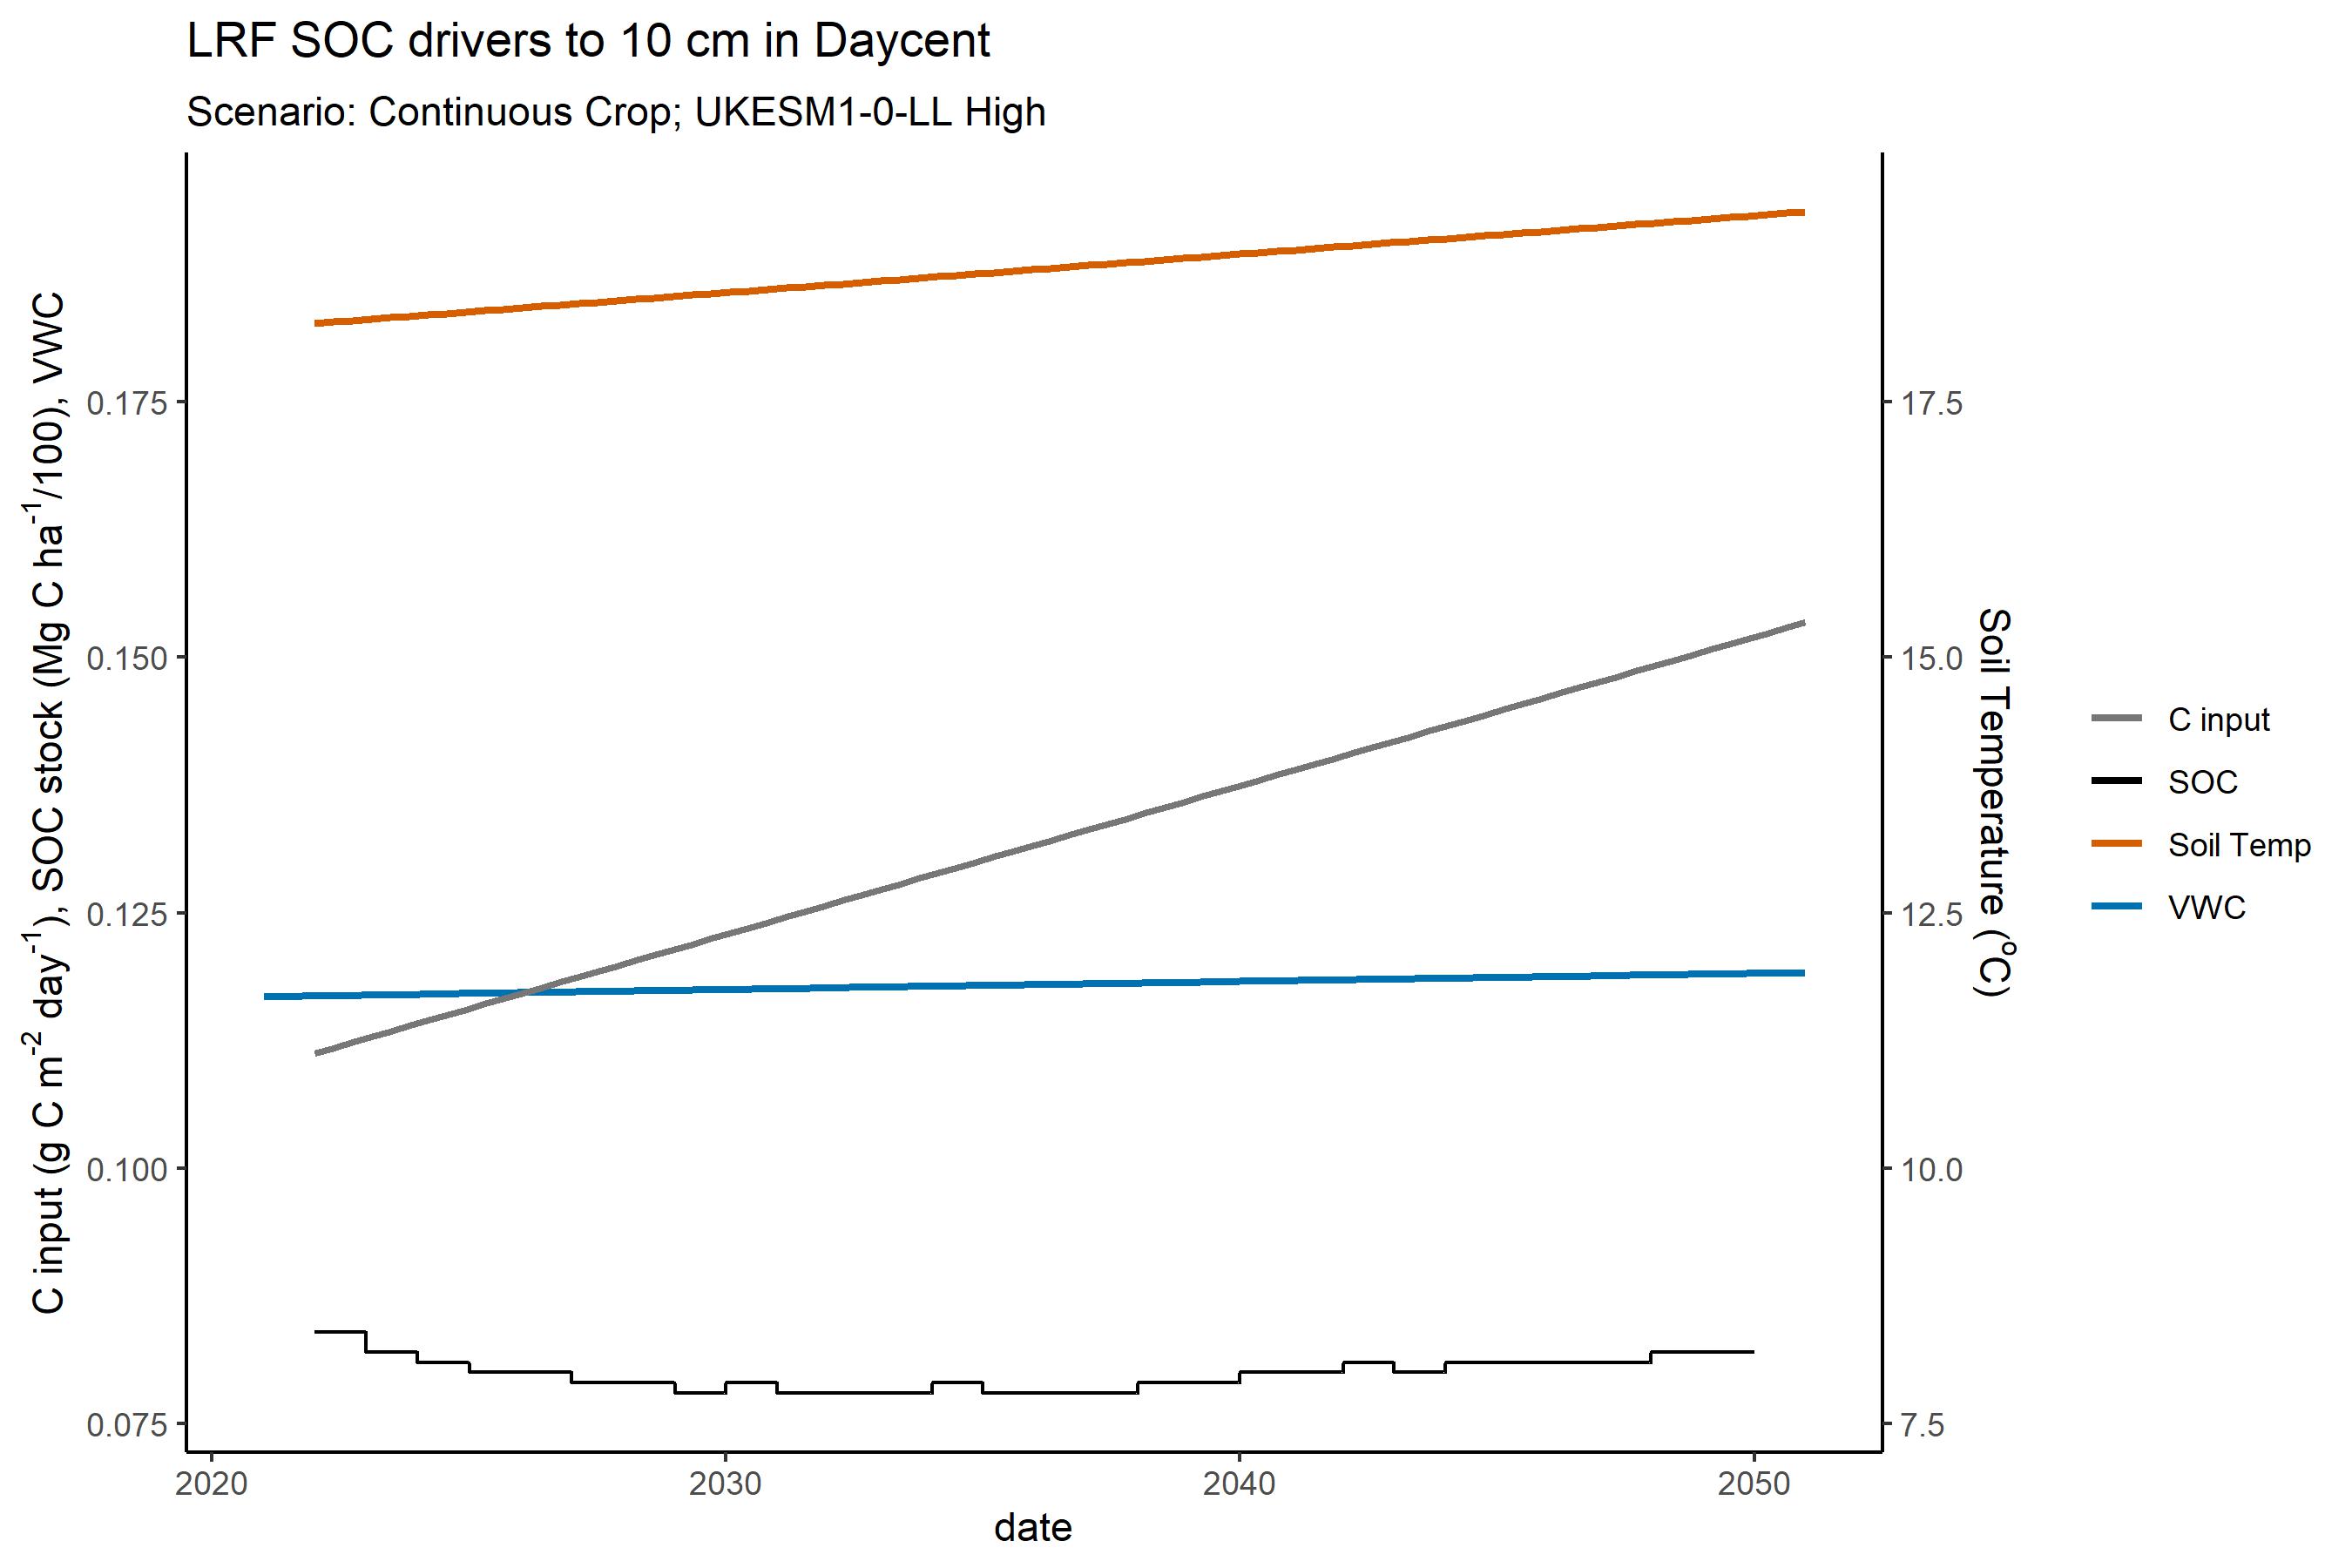 LRF SOC drivers to 10 cm in Daycent
Scenario: Continuous Crop; UKESM1-0-LL High
C input (g C m-2 day-1), SOC stock (Mg C ha-1/100), VWC
0.175
0.150
0.125
0.100
0.075
2020
2030
2040
2050
date
17.5
15.0
12.5
10.0
7.5
Soil Temperature (oC)
C input
SOC
Soil Temp
VWC